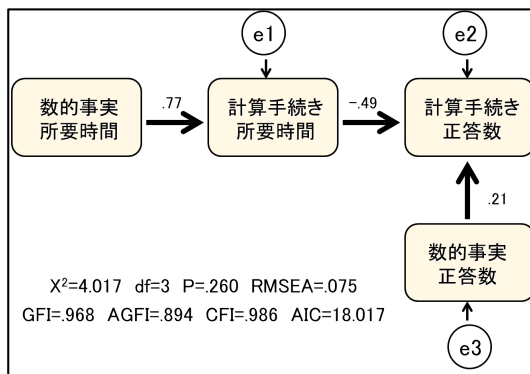 e1
e2
数的事実
所要時間
.77
計算手続き
所要時間
-.49
計算手続き
正答数
.21
数的事実
正答数
X²=4.017 df=3 P=.260 RMSEA=.075
GFI=.968 AGFI=.894 CFI=.986 AIC=18.017
e3